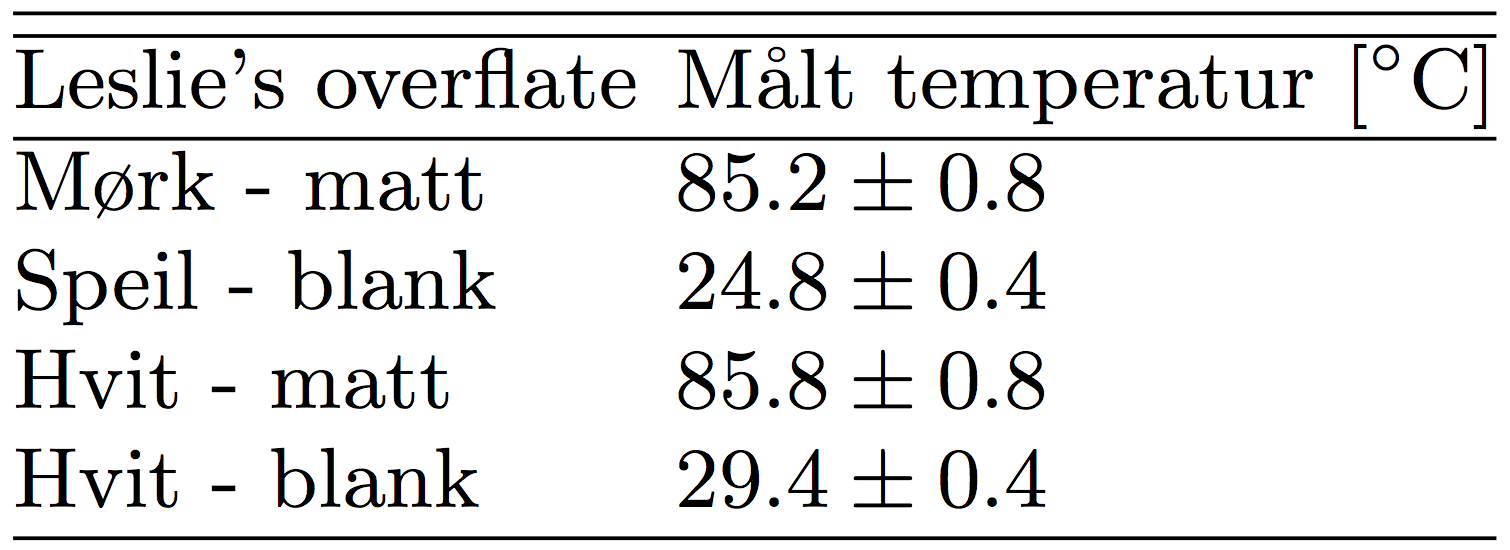 Leslie's overflate Målt temperatur [°C]
Mørk - matt 85.2 ± 0.8
Speil - blank 24.8 ± 0.4
Hvit - matt 85.8 ± 0.8
Hvit - blank 29.4 ± 0.4